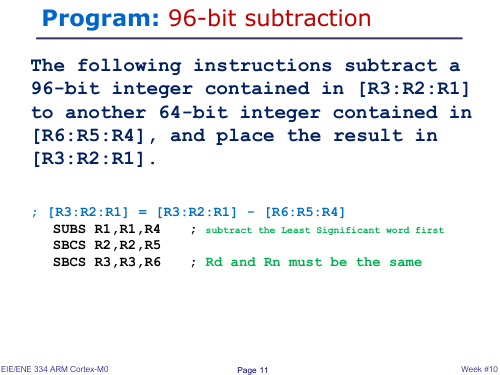 Program: 96-bit subtraction
The following instructions subtract a
96-bit integer contained in [R3:R2:R1]
to another 64-bit integer contained in
[R6:R5:R4], and place the result in
[R3:R2:R1].
; [R3:R2:R1] = [R3:R2:R1] - [R6:R5:R4]
SUBS R1,R1,R4 ; subtract the Least Significant word first
SBCS R2,R2,R5
SBCS R3,R3,R6 ; Rd and Rn must be the same
EIE/ENE 334 ARM Cortex-M0 Page 11 Week #10